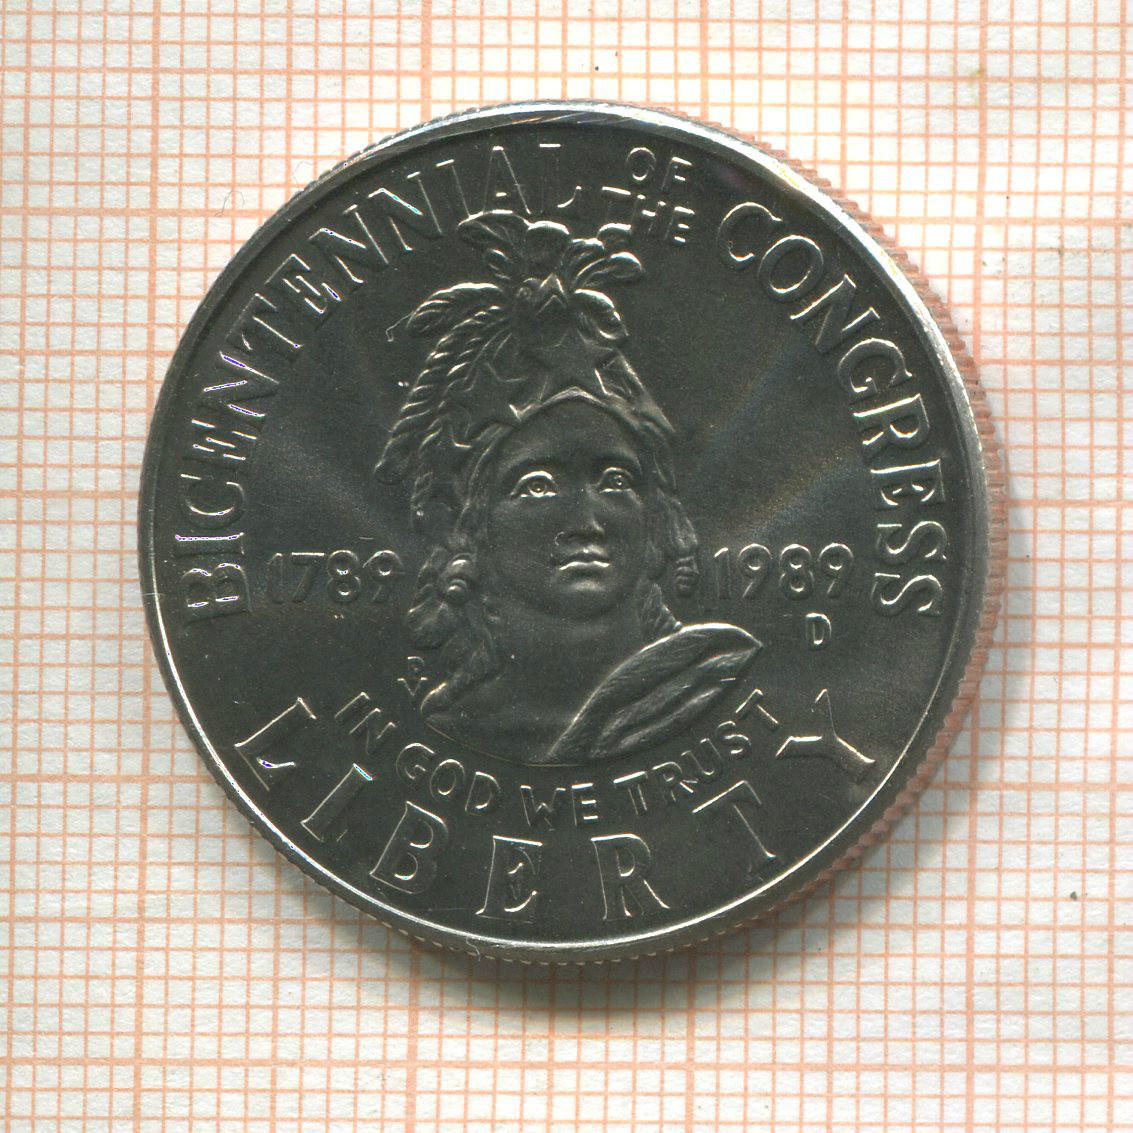 BICENTENNIAL OF THE CONGRESS
1789 1989
D
P
V
IN GOD WE TRUST
LIBERTY